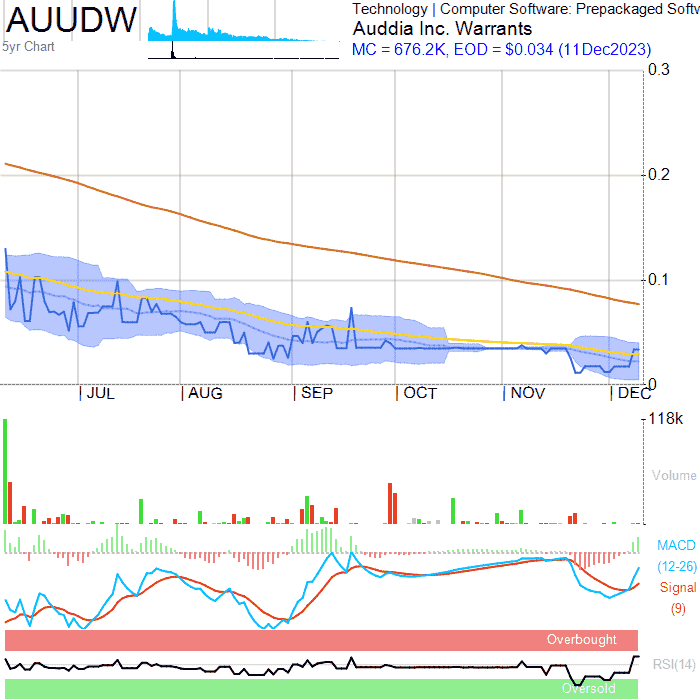 AUUDW
5yr Chart
Technology | Computer Software: Prepackaged Softw
Auddia Inc. Warrants
MC = 676.2K, EOD = $0.034 (11Dec2023)
0.3
0.2
0.1
0
JUL
AUG
SEP
OCT
NOV
DEC
118k
Volume
MACD
(12-26)
Signal
(9)
Overbought
RSI(14)
Oversold